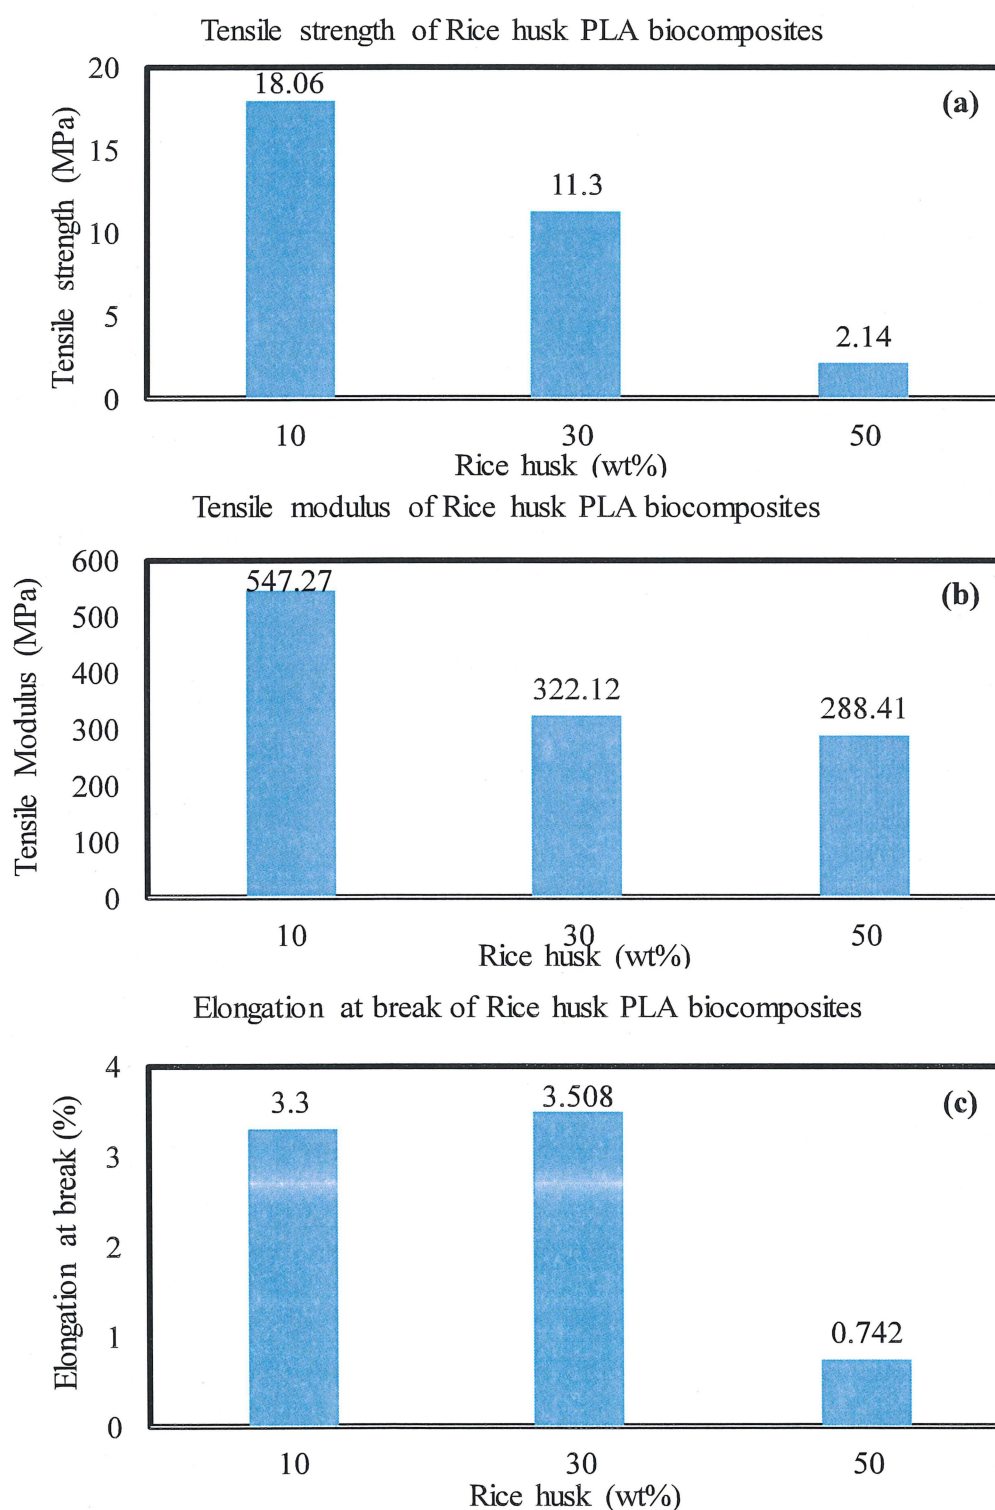 Tensile strength of Rice husk PLA biocomposites
(a)
Tensile strength (MPa)
20
15
10
5
0
18.06
11.3
2.14
10 30 50
Rice husk (wt%)
Tensile modulus of Rice husk PLA biocomposites
(b)
Tensile Modulus (MPa)
600
500
400
300
200
100
0
547.27
322.12
288.41
10 30 50
Rice husk (wt%)
Elongation at break of Rice husk PLA biocomposites
(c)
Elongation at break (%)
4
3
2
1
0
3.3
3.508
0.742
10 30 50
Rice husk (wt%)